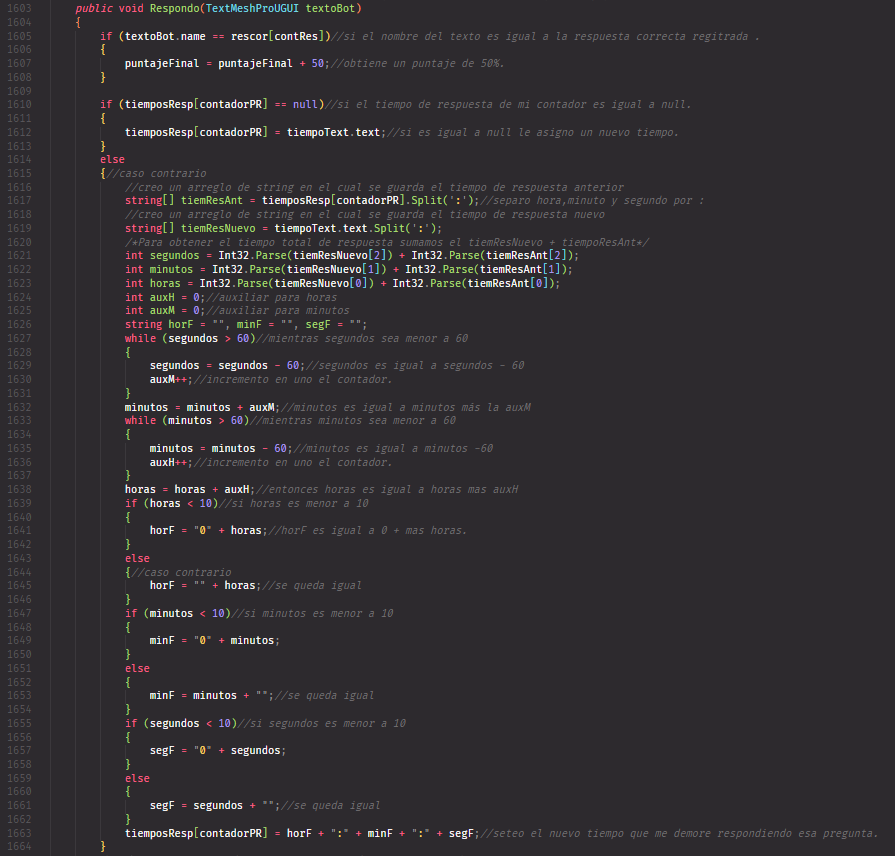 1603 public void Respondo(TextMeshProUGUI textoBot)
1604 {
1605 if (textoBot.name == rescor[contRes])//si el nombre del texto es igual a la respuesta correcta regitrada .
1606 {
1607 puntajeFinal = puntajeFinal + 50;//obtiene un puntaje de 50%.
1608 }
1609
1610 if (tiemposResp[contadorPR] == null)//si el tiempo de respuesta de mi contador es igual a null.
1611 {
1612 tiemposResp[contadorPR] = tiempoText.text;//si es igual a null le asigno un nuevo tiempo.
1613 }
1614 else
1615 {//caso contrario
1616 //creo un arreglo de string en el cual se guarda el tiempo de respuesta anterior
1617 string[] tiemResAnt = tiemposResp[contadorPR].Split(':');//separo hora,minuto y segundo por :
1618 //creo un arreglo de string en el cual se guarda el tiempo de respuesta nuevo
1619 string[] tiemResNuevo = tiempoText.text.Split(':');
1620 /*Para obtener el tiempo total de respuesta sumamos el tiemResNuevo + tiempoResAnt*/
1621 int segundos = Int32.Parse(tiemResNuevo[2]) + Int32.Parse(tiemResAnt[2]);
1622 int minutos = Int32.Parse(tiemResNuevo[1]) + Int32.Parse(tiemResAnt[1]);
1623 int horas = Int32.Parse(tiemResNuevo[0]) + Int32.Parse(tiemResAnt[0]);
1624 int auxH = 0;//auxiliar para horas
1625 int auxM = 0;//auxiliar para minutos
1626 string horF = "", minF = "", segF = "";
1627 while (segundos > 60)//mientras segundos sea menor a 60
1628 {
1629 segundos = segundos - 60;//segundos es igual a segundos - 60
1630 auxM++;//incremento en uno el contador.
1631 }
1632 minutos = minutos + auxM;//minutos es igual a minutos más la auxM
1633 while (minutos > 60)//mientras minutos sea menor a 60
1634 {
1635 minutos = minutos - 60;//minutos es igual a minutos -60
1636 auxH++;//incremento en uno el contador.
1637 }
1638 horas = horas + auxH;//entonces horas es igual a horas mas auxH
1639 if (horas < 10)//si horas es menor a 10
1640 {
1641 horF = "0" + horas;//horF es igual a 0 + mas horas.
1642 }
1643 else
1644 {//caso contrario
1645 horF = "" + horas;//se queda igual
1646 }
1647 if (minutos < 10)//si minutos es menor a 10
1648 {
1649 minF = "0" + minutos;
1650 }
1651 else
1652 {
1653 minF = minutos + "";//se queda igual
1654 }
1655 if (segundos < 10)//si segundos es menor a 10
1656 {
1657 segF = "0" + segundos;
1658 }
1659 else
1660 {
1661 segF = segundos + "";//se queda igual
1662 }
1663 tiemposResp[contadorPR] = horF + ":" + minF + ":" + segF;//seteo el nuevo tiempo que me demore respondiendo esa pregunta.
1664 }